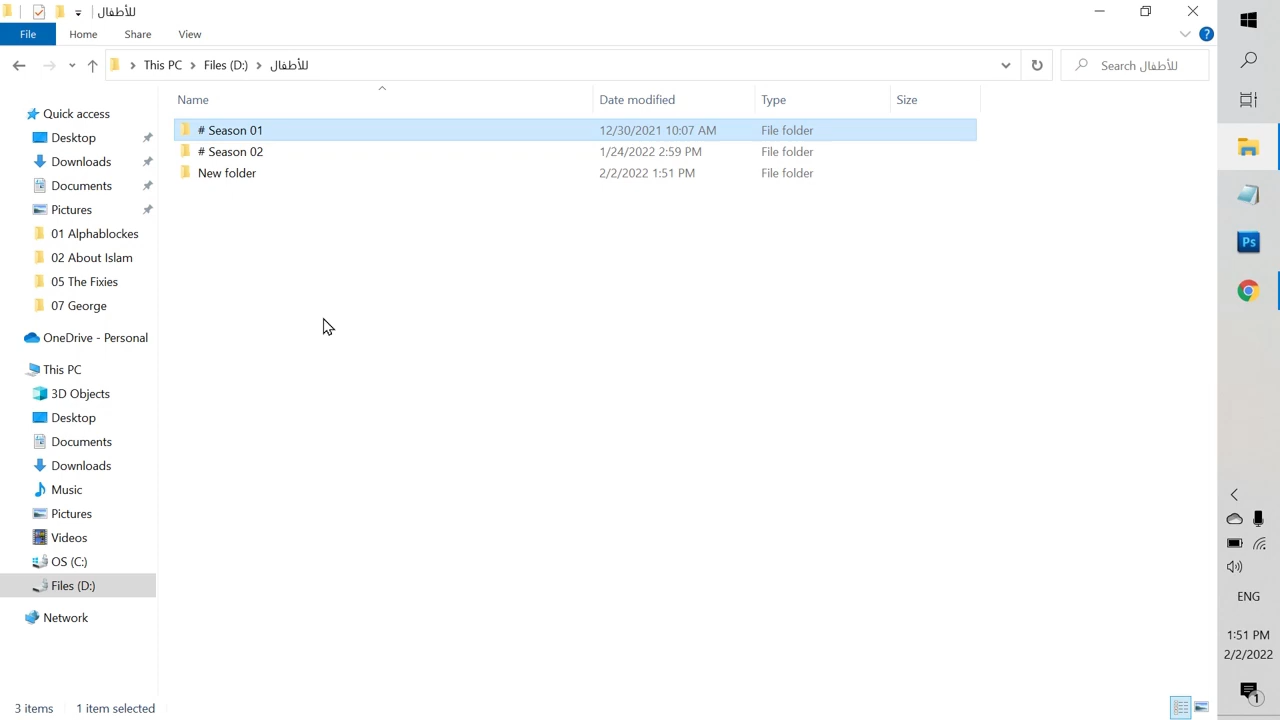 للأطفال
File
Home
Share
View
This PC
Files (D:)
للأطفال
Search للأطفال
Name
Date modified
Type
Size
# Season 01
12/30/2021 10:07 AM
File folder
# Season 02
1/24/2022 2:59 PM
File folder
New folder
2/2/2022 1:51 PM
File folder
Quick access
Desktop
Downloads
Documents
Pictures
01 Alphablockes
02 About Islam
05 The Fixies
07 George
OneDrive - Personal
This PC
3D Objects
Desktop
Documents
Downloads
Music
Pictures
Videos
OS (C:)
Files (D:)
Network
3 items
1 item selected
Ps
ENG
1:51 PM
2/2/2022
1